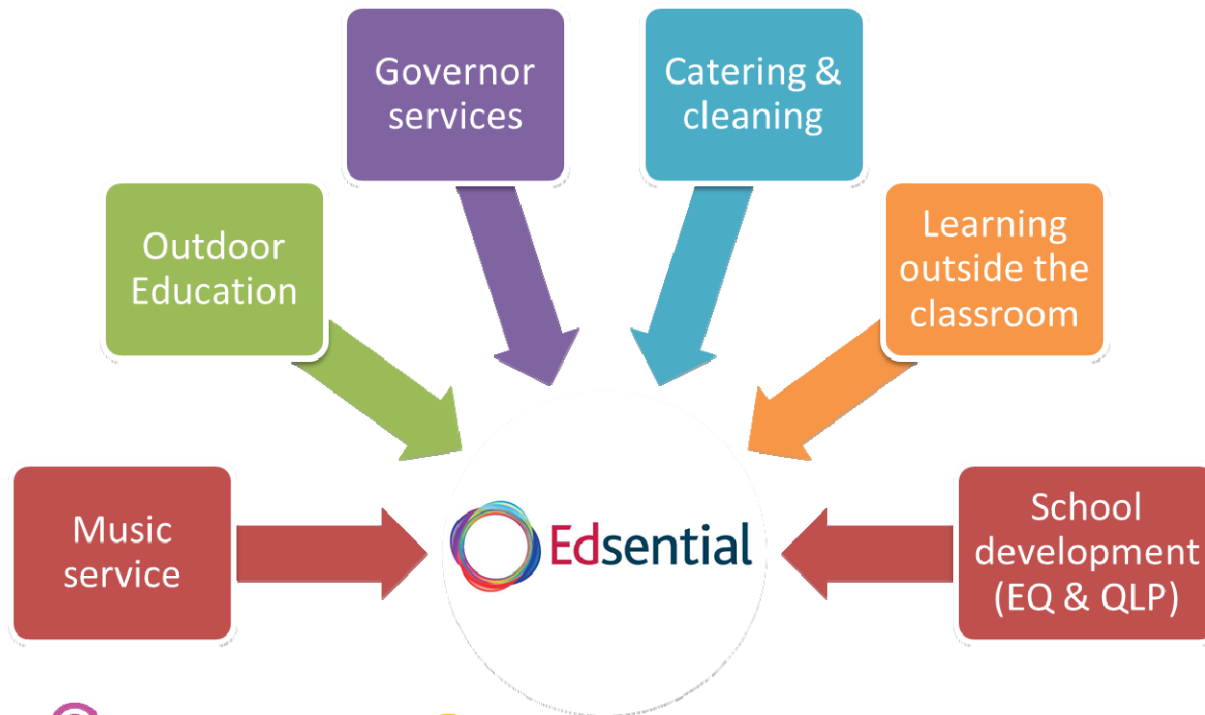 Governor
services
Catering &
cleaning
Outdoor
Education
Learning
outside the
classroom
Music
service
Edsential
School
development
(EQ & QLP)